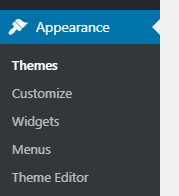 Appearance
Themes
Customize
Widgets
Menus
Theme Editor